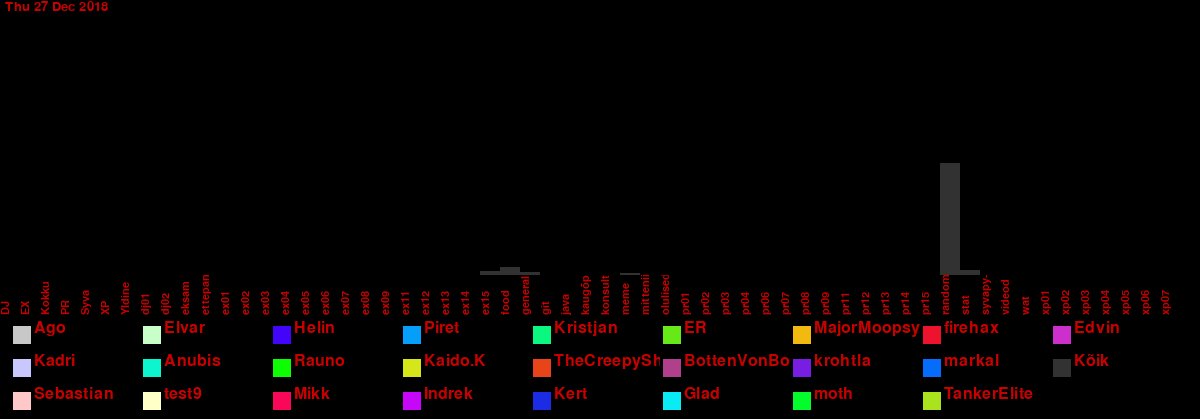 Thu 27 Dec 2018
DJ EX Kokku PR Syva XP Yldine dj01 dj02 eksam ettepan ex01 ex02 ex03 ex04 ex05 ex06 ex07 ex08 ex09 ex11 ex12 ex13 ex14 ex15 food general git java kaugõp konsult meme mittenii olulised pr01 pr02 pr03 pr04 pr06 pr07 pr08 pr09 pr11 pr12 pr13 pr14 pr15 random stat syvapy- videod wat xp01 xp02 xp03 xp04 xp05 xp06 xp07
Ago Elvar Helin Piret Kristjan ER MajorMoopsy firehax Edvin
Kadri Anubis Rauno Kaido.K TheCreepySh BottenVonBo krohtla markal Kõik
Sebastian test9 Mikk Indrek Kert Glad moth TankerElite